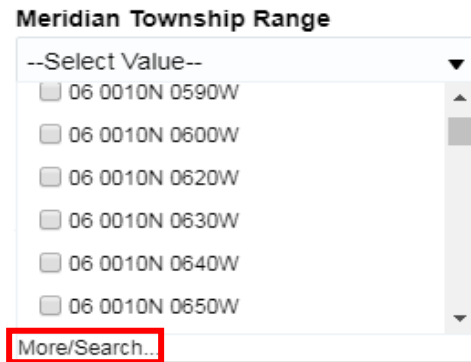 Meridian Township Range
--Select Value--
06 0010N 0590W
06 0010N 0600W
06 0010N 0620W
06 0010N 0630W
06 0010N 0640W
06 0010N 0650W
More/Search...